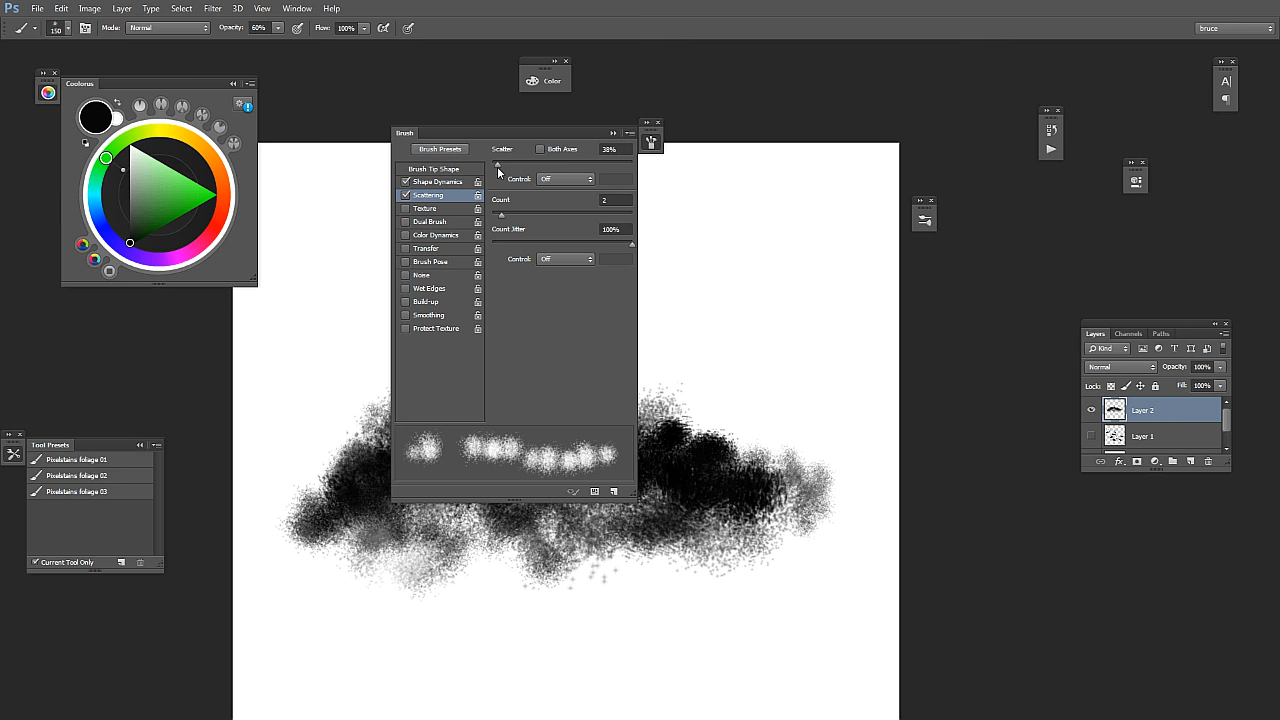 Ps File Edit Image Layer Type Select Filter 3D View Window Help
150 Mode: Normal Opacity: 60% Flow: 100% bruce
Color
Coolorus
Brush
Brush Presets Scatter Both Axes 38%
Brush Tip Shape
Shape Dynamics Control: Off
Scattering Count 2
Texture
Dual Brush
Color Dynamics Count Jitter 100%
Transfer
Brush Pose Control: Off
Noise
Wet Edges
Build-up
Smoothing
Protect Texture
Layers Channels Paths
Kind
Normal Opacity: 100%
Lock: Fill: 100%
Layer 2
Layer 1
Tool Presets
Pixelstains foliage 01
Pixelstains foliage 02
Pixelstains foliage 03
Current Tool Only